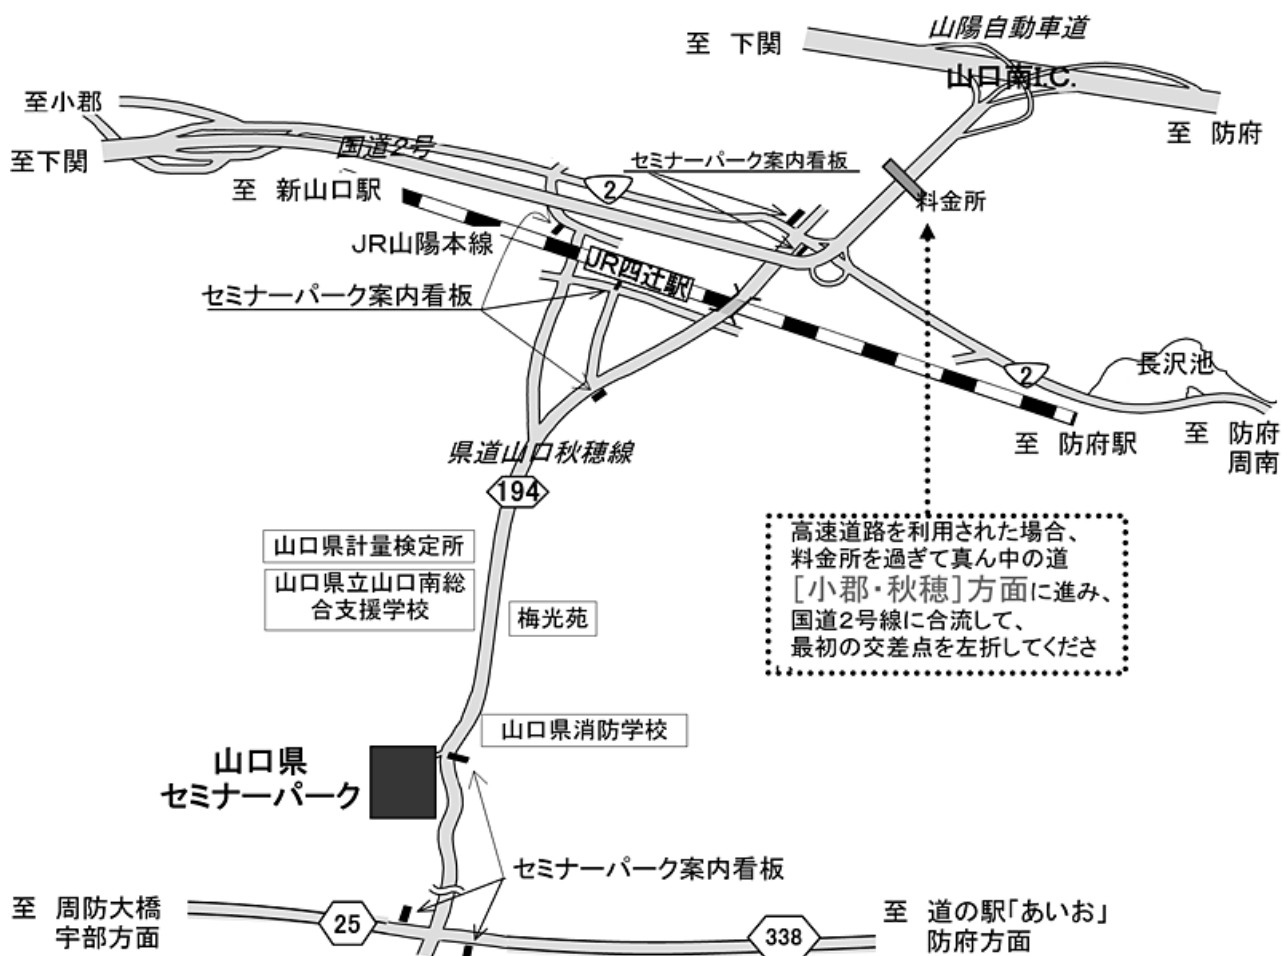 山陽自動車道
至 下関
山口南I.C.
至小郡
至 防府
国道2号
至下関
セミナーパーク案内看板
至 新山口駅
2
料金所
JR山陽本線
JR四辻駅
セミナーパーク案内看板
長沢池
2
至 防府駅
至 防府
周南
県道山口秋穂線
194
高速道路を利用された場合、
料金所を過ぎて真ん中の道
[小郡・秋穂]方面に進み、
国道2号線に合流して、
最初の交差点を左折してくださ
山口県計量検定所
山口県立山口南総
合支援学校
梅光苑
山口県消防学校
山口県
セミナーパーク
セミナーパーク案内看板
至 周防大橋
宇部方面
25
338
至 道の駅「あいお」
防府方面